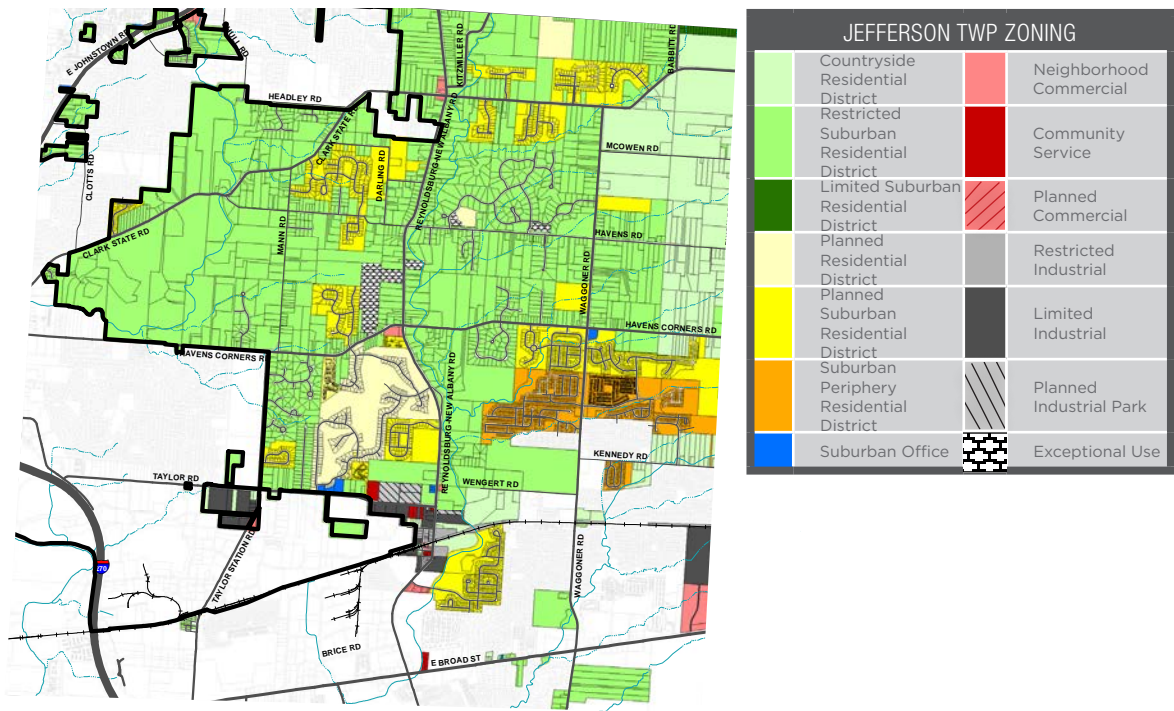 E JOHNSTOWN RD
HEADLEY RD
CLARK STATE RD
KITZMILLER RD
BABBITT RD
REYNOLDSBURG-NEW ALBANY RD
MCOWEN RD
CLOTTS RD
DARLING RD
MANN RD
CLARK STATE RD
HAVENS RD
WAGGONER RD
HAVENS CORNERS RD
HAVENS CORNERS R
REYNOLDSBURG-NEW ALBANY RD
KENNEDY RD
TAYLOR RD
WENGERT RD
TAYLOR STATION RD
WAGGONER RD
270
BRICE RD
E BROAD ST
JEFFERSON TWP ZONING
Countryside
Residential
District
Restricted
Suburban
Residential
District
Limited Suburban
Residential
District
Planned
Residential
District
Planned
Suburban
Residential
District
Suburban
Periphery
Residential
District
Suburban Office
Neighborhood
Commercial
Community
Service
Planned
Commercial
Restricted
Industrial
Limited
Industrial
Planned
Industrial Park
Exceptional Use